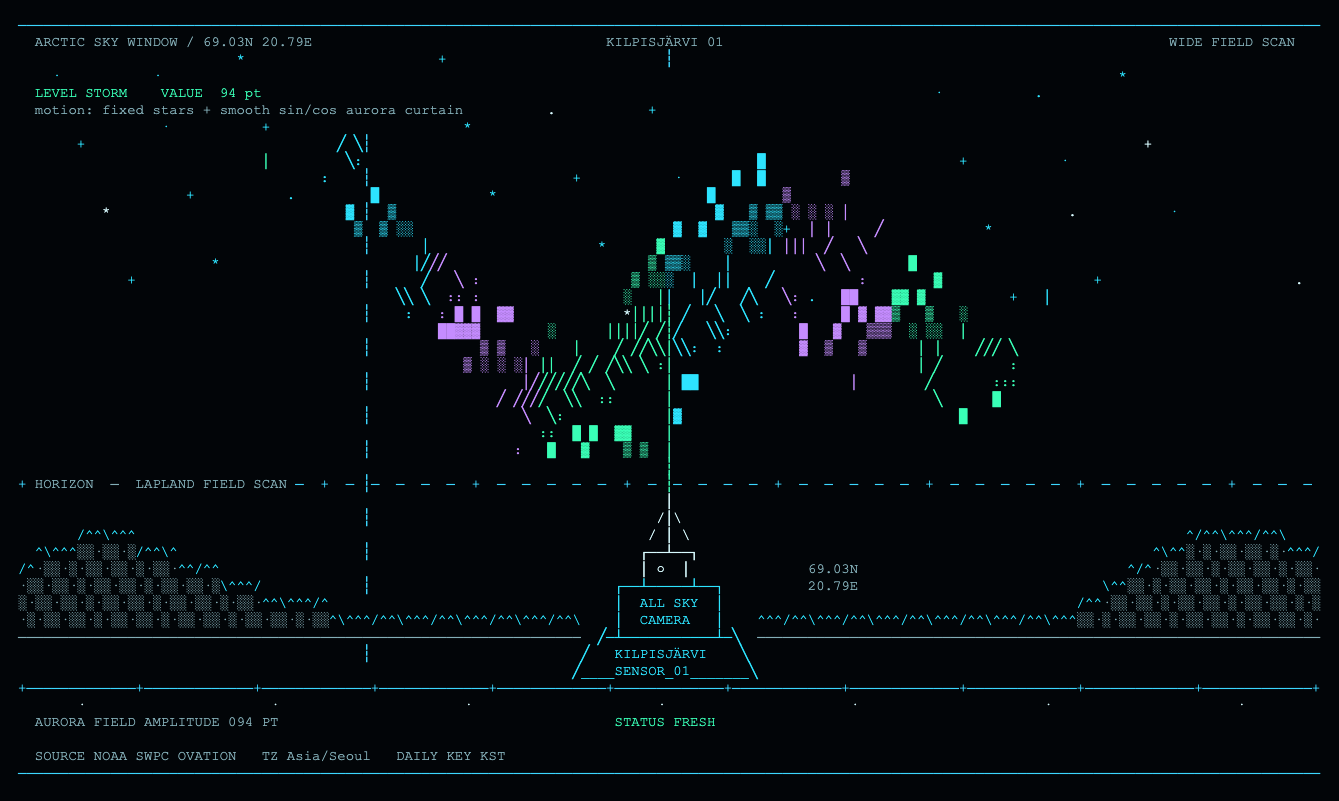 ARCTIC SKY WINDOW / 69.03N 20.79E
KILPISJÄRVI 01
WIDE FIELD SCAN
LEVEL STORM VALUE 94 pt
motion: fixed stars + smooth sin/cos aurora curtain
HORIZON — LAPLAND FIELD SCAN
69.03N
20.79E
ALL SKY
CAMERA
KILPISJÄRVI
SENSOR_01
AURORA FIELD AMPLITUDE 094 PT
STATUS FRESH
SOURCE NOAA SWPC OVATION TZ Asia/Seoul DAILY KEY KST